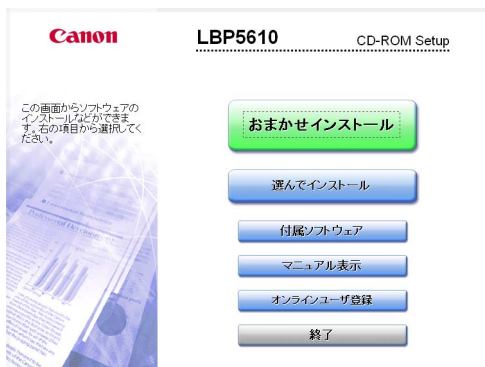 Canon
LBP5610
CD-ROM Setup
この画面からソフトウェアの
インストールなどができま
す。右の項目から選択してく
ださい。
おまかせインストール
選んでインストール
付属ソフトウェア
マニュアル表示
オンラインユーザ登録
終了